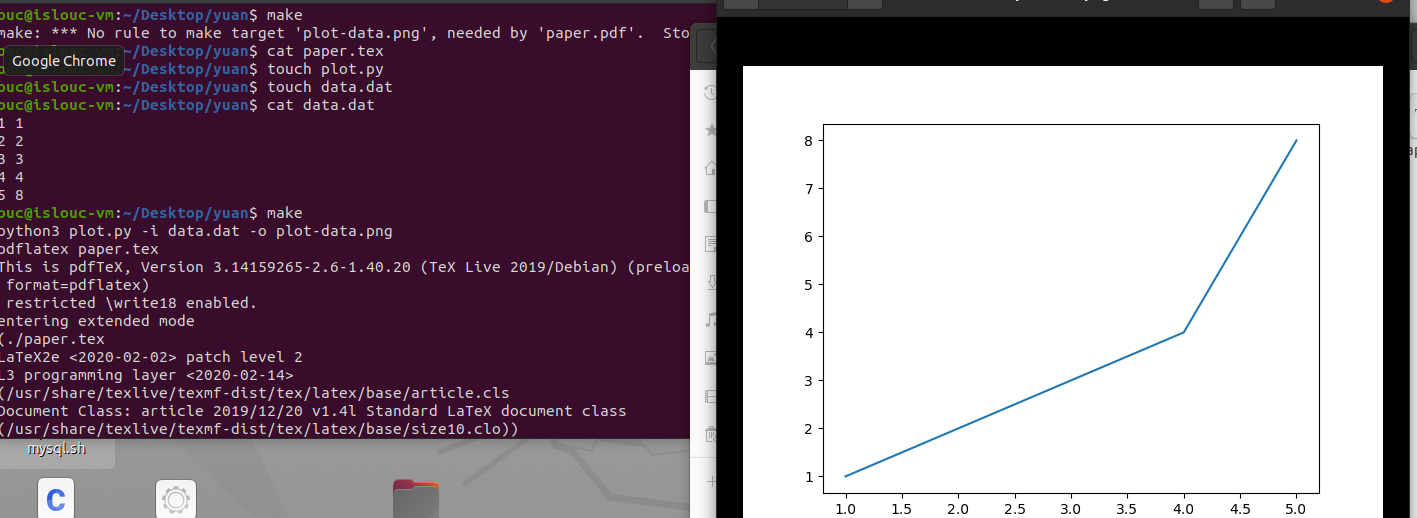 ouc@islouc-vm:~/Desktop/yuan$ make
make: *** No rule to make target 'plot-data.png', needed by 'paper.pdf'.  Sto
ouc@islouc-vm:~/Desktop/yuan$ cat paper.tex
Google Chrome
ouc@islouc-vm:~/Desktop/yuan$ touch plot.py
ouc@islouc-vm:~/Desktop/yuan$ touch data.dat
ouc@islouc-vm:~/Desktop/yuan$ cat data.dat
1 1
2 2
3 3
4 4
5 8
ouc@islouc-vm:~/Desktop/yuan$ make
python3 plot.py -i data.dat -o plot-data.png
pdflatex paper.tex
This is pdfTeX, Version 3.14159265-2.6-1.40.20 (TeX Live 2019/Debian) (preloa
format=pdflatex)
restricted \write18 enabled.
entering extended mode
(./paper.tex
LaTeX2e <2020-02-02> patch level 2
L3 programming layer <2020-02-14>
(/usr/share/texlive/texmf-dist/tex/latex/base/article.cls
Document Class: article 2019/12/20 v1.4l Standard LaTeX document class
(/usr/share/texlive/texmf-dist/tex/latex/base/size10.clo))
mysql.sh
C
8
7
6
5
4
3
2
1
1.0 1.5 2.0 2.5 3.0 3.5 4.0 4.5 5.0